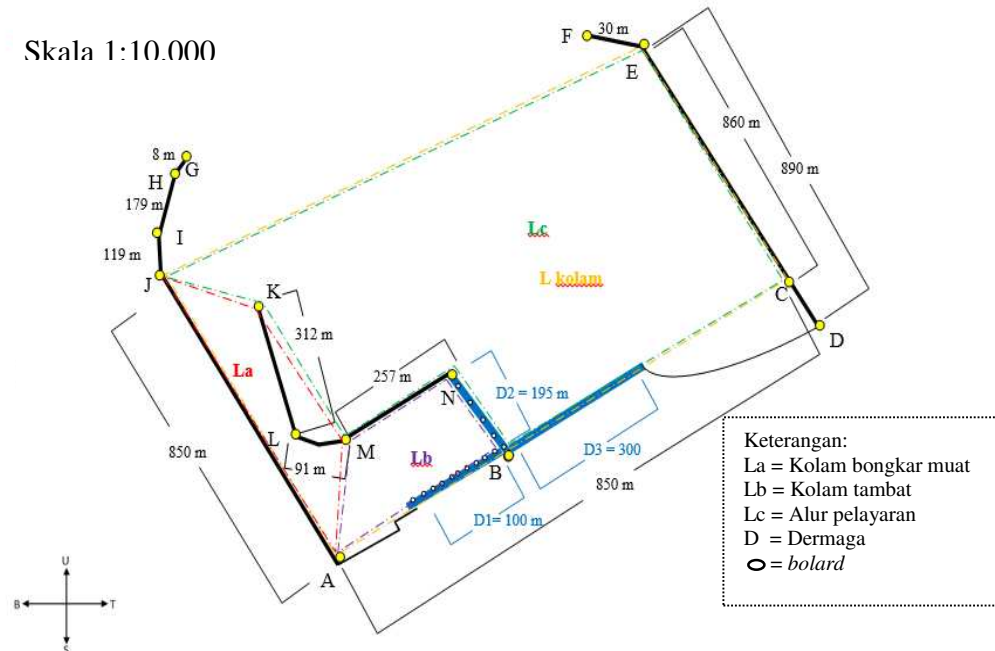 Skala 1:10.000
F
30 m
E
860 m
890 m
8 m
G
H
179 m
I
119 m
J
Lc
L kolam
K
C
D
312 m
257 m
La
N
D2 = 195 m
L
M
Lb
91 m
850 m
B
D3 = 300
850 m
D1= 100 m
A
Keterangan:
La = Kolam bongkar muat
Lb = Kolam tambat
Lc = Alur pelayaran
D = Dermaga
= bolard
U
B
T
S